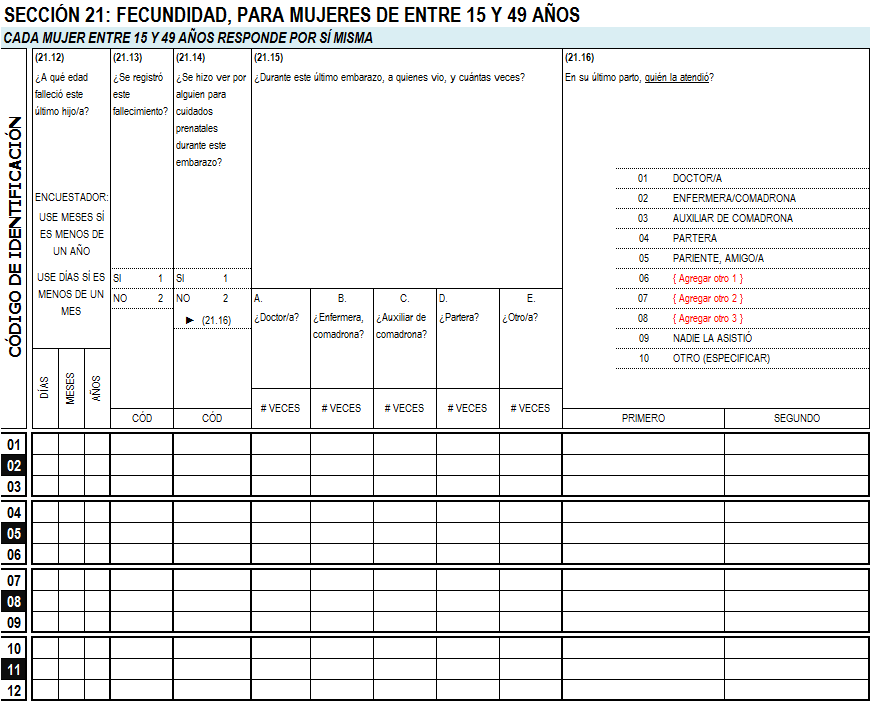 SECCIÓN 21: FECUNDIDAD, PARA MUJERES DE ENTRE 15 Y 49 AÑOS
CADA MUJER ENTRE 15 Y 49 AÑOS RESPONDE POR SÍ MISMA
CÓDIGO DE IDENTIFICACIÓN
(21.12)
¿A qué edad
falleció este
último hijo/a?
ENCUESTADOR:
USE MESES SÍ
ES MENOS DE
UN AÑO
USE DÍAS SÍ ES
MENOS DE UN
MES
DÍAS
MESES
AÑOS
(21.13)
¿Se registró
este
fallecimiento?
SI 1
NO 2
CÓD
(21.14)
¿Se hizo ver por
alguien para
cuidados
prenatales
durante este
embarazo?
SI 1
NO 2
► (21.16)
CÓD
(21.15)
¿Durante este último embarazo, a quienes vio, y cuántas veces?
A.
¿Doctor/a?
# VECES
B.
¿Enfermera,
comadrona?
# VECES
C.
¿Auxiliar de
comadrona?
# VECES
D.
¿Partera?
# VECES
E.
¿Otro/a?
# VECES
(21.16)
En su último parto, quién la atendió?
01 DOCTOR/A
02 ENFERMERA/COMADRONA
03 AUXILIAR DE COMADRONA
04 PARTERA
05 PARIENTE, AMIGO/A
06 { Agregar otro 1 }
07 { Agregar otro 2 }
08 { Agregar otro 3 }
09 NADIE LA ASISTIÓ
10 OTRO (ESPECIFICAR)
PRIMERO
SEGUNDO
01
02
03
04
05
06
07
08
09
10
11
12